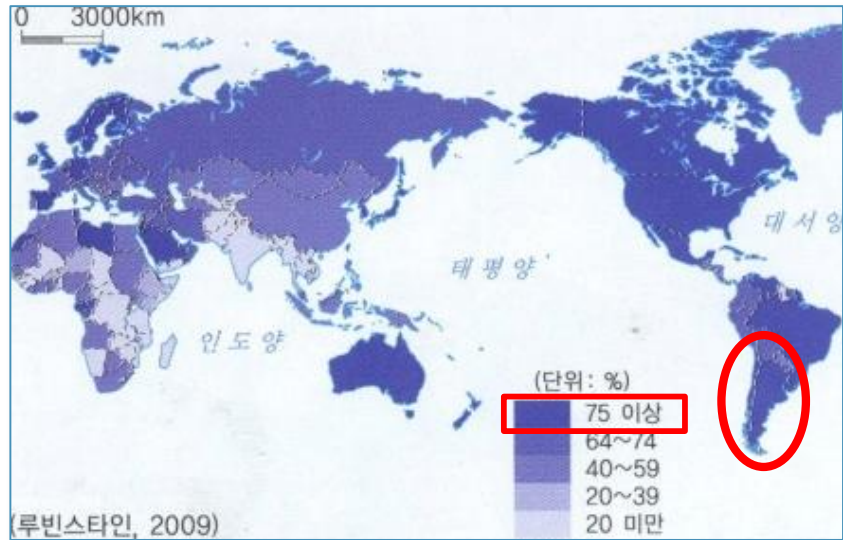 0 3000km
대서양
태평양
인도양
(단위: %)
75 이상
64~74
40~59
20~39
20 미만
(루빈스타인, 2009)